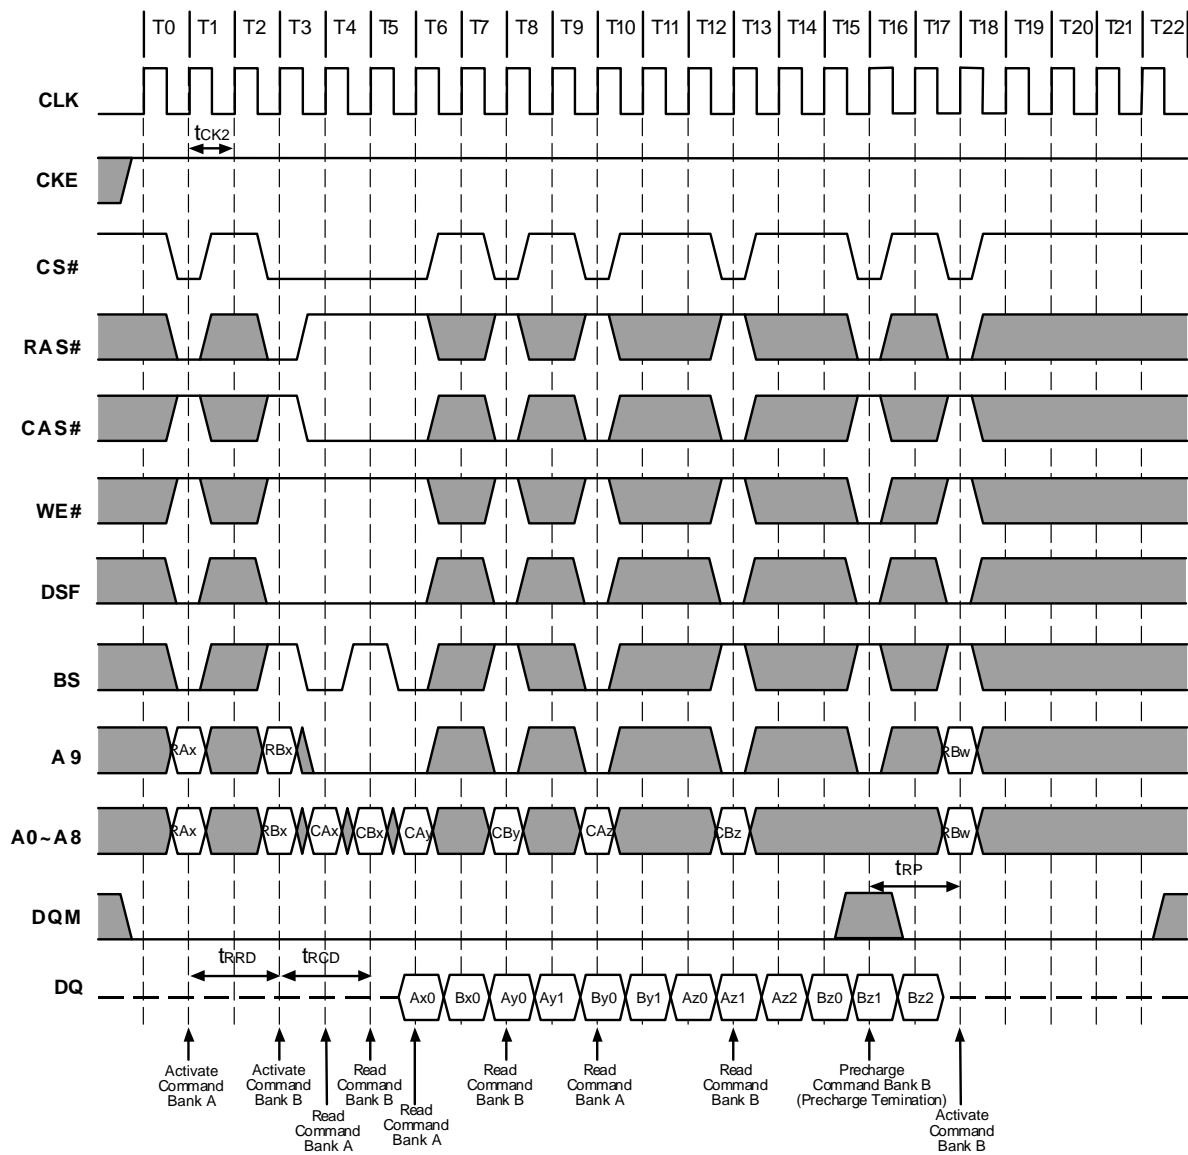 T0 T1 T2 T3 T4 T5 T6 T7 T8 T9 T10 T11 T12 T13 T14 T15 T16 T17 T18 T19 T20 T21 T22
CLK
tCK2
CKE
CS#
RAS#
CAS#
WE#
DSF
BS
A9
RAx RBx RBw
A0~A8
RAx RBx CAx CBx CAy CBy CAz CBz RBw
tRP
DQM
tRRD tRCD
DQ
Ax0 Bx0 Ay0 Ay1 By0 By1 Az0 Az1 Az2 Bz0 Bz1 Bz2
Activate
Command
Bank A
Activate
Command
Bank B
Read
Command
Bank A
Read
Command
Bank B
Read
Command
Bank A
Read
Command
Bank B
Read
Command
Bank A
Read
Command
Bank B
Precharge
Command Bank B
(Precharge Temination)
Activate
Command
Bank B